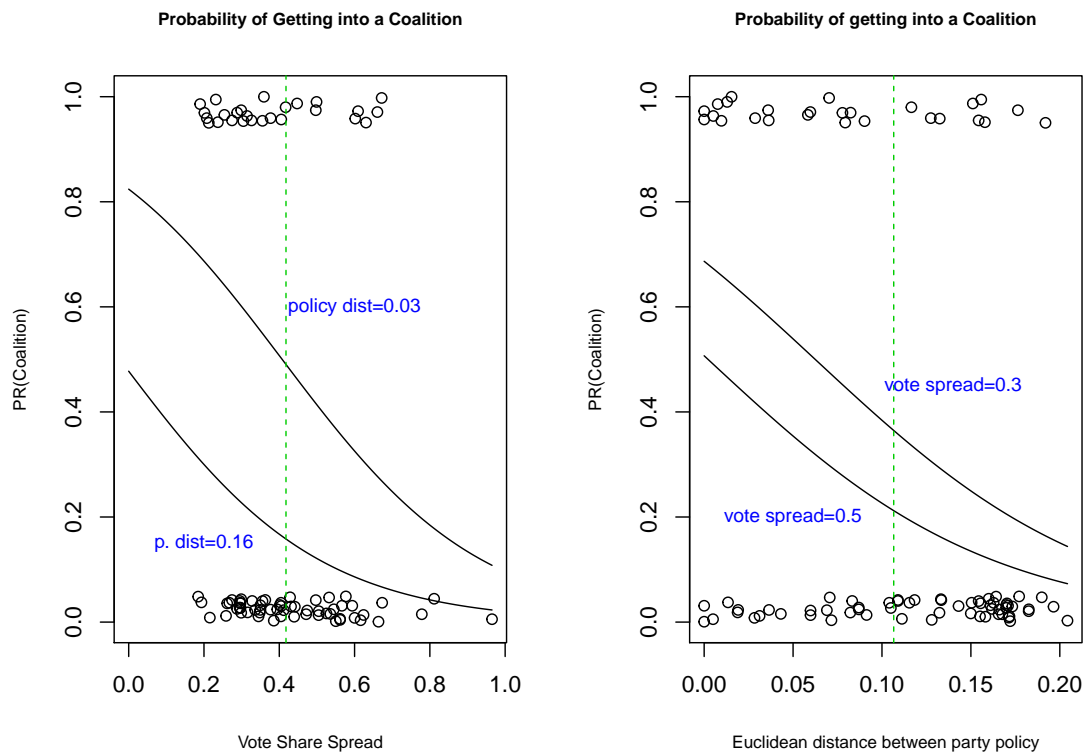 Probability of Getting into a Coalition
PR(Coalition)
1.0
0.8
0.6
0.4
0.2
0.0
policy dist=0.03
p. dist=0.16
0.0 0.2 0.4 0.6 0.8 1.0
Vote Share Spread
Probability of getting into a Coalition
PR(Coalition)
1.0
0.8
0.6
0.4
0.2
0.0
vote spread=0.3
vote spread=0.5
0.00 0.05 0.10 0.15 0.20
Euclidean distance between party policy